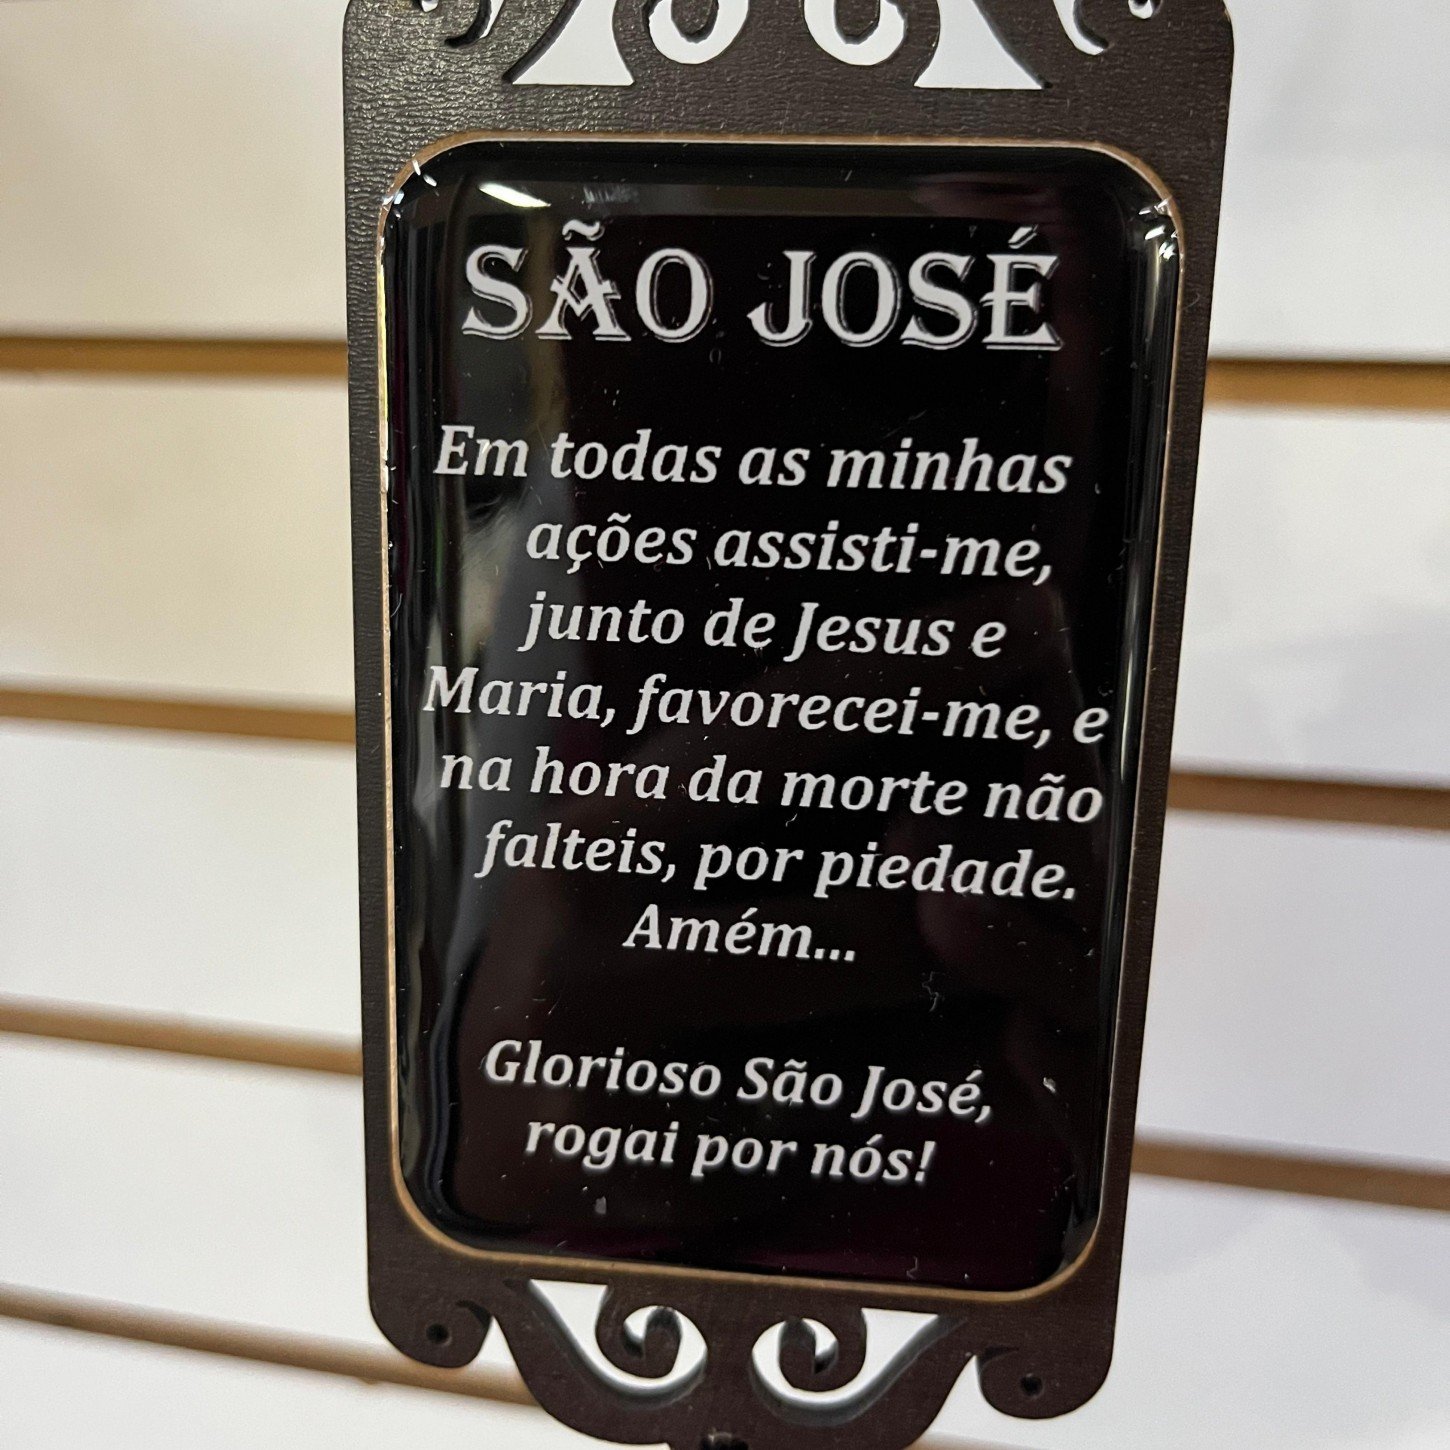 SÃO JOSÉ
Em todas as minhas
ações assisti-me,
junto de Jesus e
Maria, favorecei-me, e
na hora da morte não
falteis, por piedade.
Amém...
Glorioso São José,
rogai por nós!